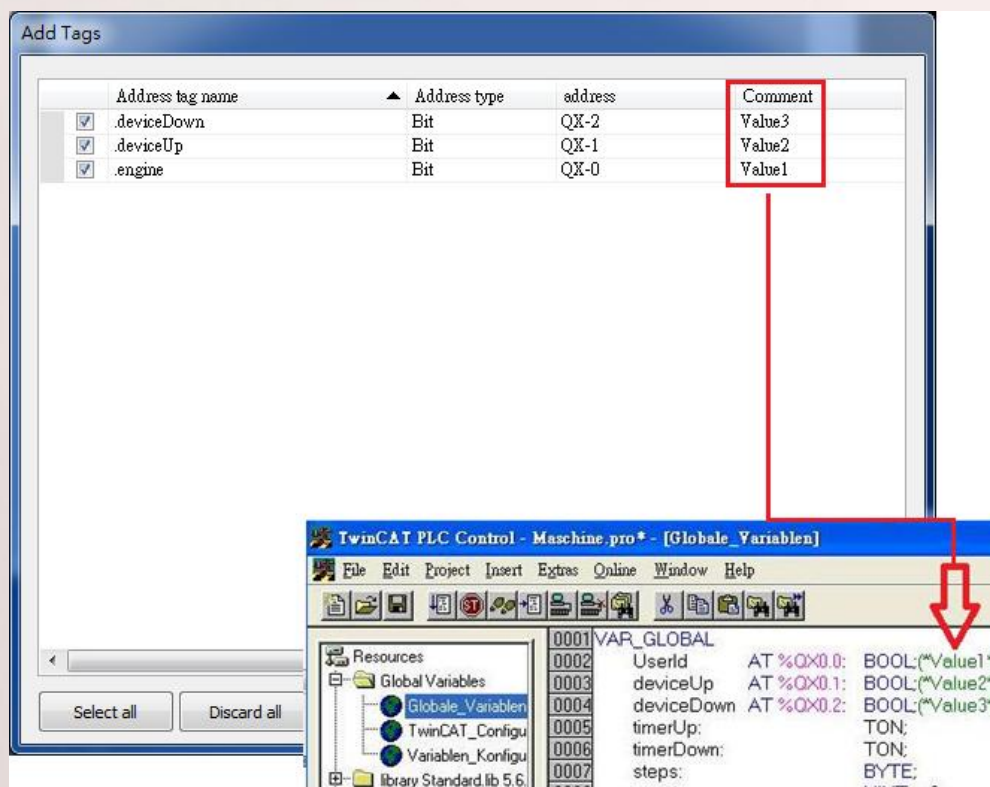 Add Tags
Address tag name Address type address Comment
.deviceDown Bit QX-2 Value3
.deviceUp Bit QX-1 Value2
.engine Bit QX-0 Value1
TwinCAT PLC Control - Maschine.pro* - [Globale_Variablen]
File Edit Project Insert Extras Online Window Help
Resources
Global Variables
Globale_Variablen
TwinCAT_Configu
Variablen_Konfigu
library Standard.lib 5.6.
0001 VAR_GLOBAL
0002 UserId AT %QX0.0: BOOL;(*Value1*
0003 deviceUp AT %QX0.1: BOOL;(*Value2*
0004 deviceDown AT %QX0.2: BOOL;(*Value3*
0005 timerUp: TON;
0006 timerDown: TON;
0007 steps: BYTE;
Select all Discard all